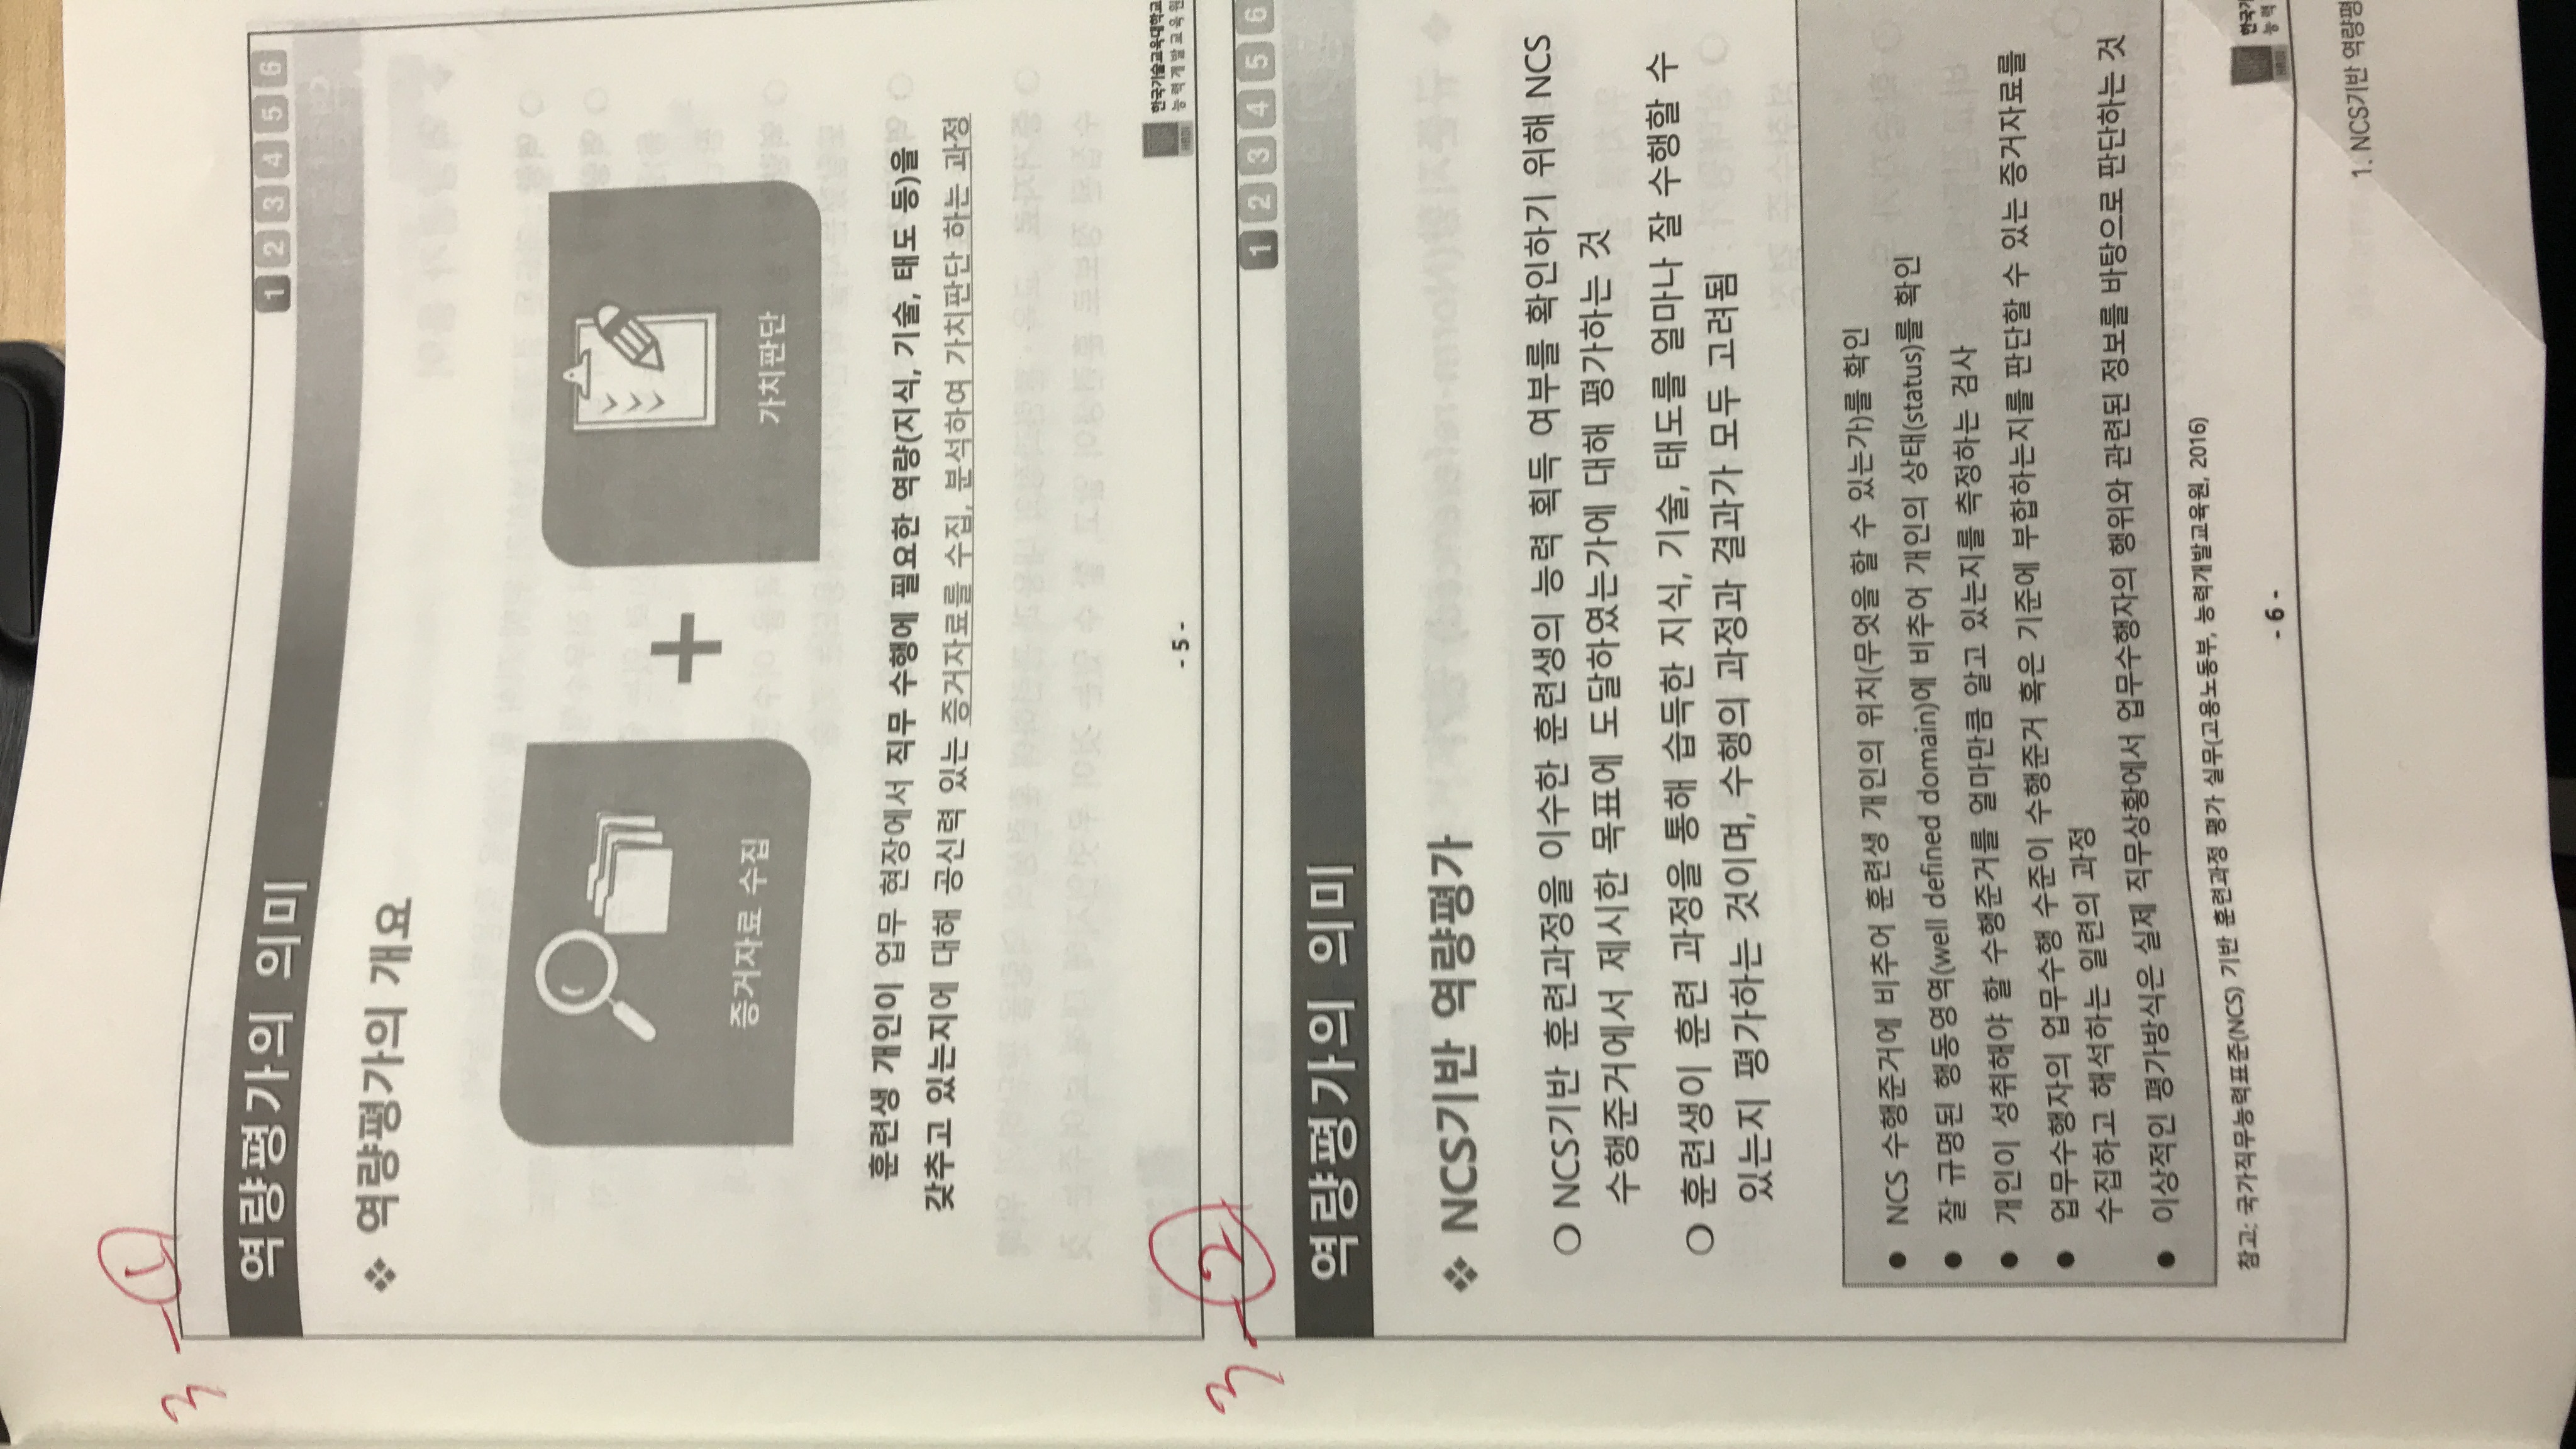 3-①
역량평가의 의미
1 2 3 4 5 6
❖ 역량평가의 개요
증거자료 수집
+
가치판단
훈련생 개인이 업무 현장에서 직무 수행에 필요한 역량(지식, 기술, 태도 등)을
갖추고 있는지에 대해 공신력 있는 증거자료를 수집, 분석하여 가치판단 하는 과정
- 5 -
HRDI
한국기술교육대학교
능력개발교육원
3-②
1 2 3 4 5 6
역량평가의 의미
❖ NCS기반 역량평가
❍ NCS기반 훈련과정을 이수한 훈련생의 능력 획득 여부를 확인하기 위해 NCS
수행준거에서 제시한 목표에 도달하였는가에 대해 평가하는 것
❍ 훈련생이 훈련 과정을 통해 습득한 지식, 기술, 태도를 얼마나 잘 수행할 수
있는지 평가하는 것이며, 수행의 과정과 결과가 모두 고려됨
● NCS 수행준거에 비추어 훈련생 개인의 위치(무엇을 할 수 있는가)를 확인
● 잘 규명된 행동영역(well defined domain)에 비추어 개인의 상태(status)를 확인
● 개인이 성취해야 할 수행준거를 얼마만큼 알고 있는지를 측정하는 검사
● 업무수행자의 업무수행 수준이 수행준거 혹은 기준에 부합하는지를 판단할 수 있는 증거자료를
수집하고 해석하는 일련의 과정
● 이상적인 평가방식은 실제 직무상황에서 업무수행자의 행위와 관련된 정보를 바탕으로 판단하는 것
참고: 국가직무능력표준(NCS) 기반 훈련과정 평가 실무(고용노동부, 능력개발교육원, 2016)
- 6 -
HRDI
한국기
능력
1. NCS기반 역량평